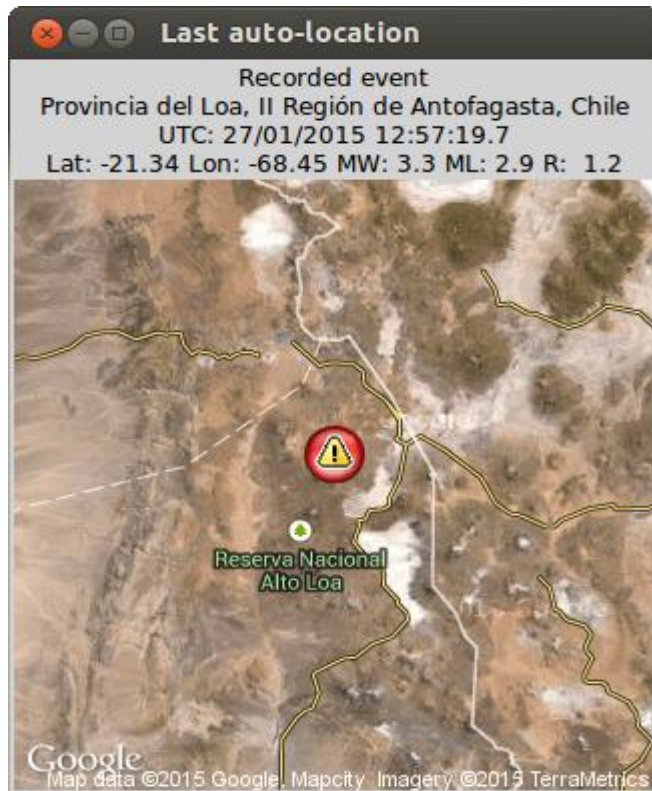 Last auto-location
Recorded event
Provincia del Loa, II Región de Antofagasta, Chile
UTC: 27/01/2015 12:57:19.7
Lat: -21.34 Lon: -68.45 MW: 3.3 ML: 2.9 R: 1.2
Reserva Nacional
Alto Loa
Google
Map data ©2015 Google, Mapcity Imagery ©2015 TerraMetrics